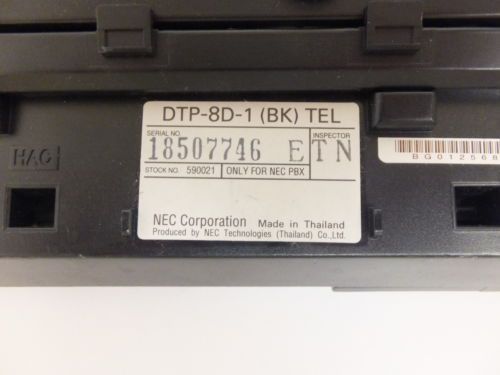 DTP-8D-1 (BK) TEL
SERIAL NO. INSPECTOR
18507746 E T N
STOCK NO. 590021 ONLY FOR NEC PBX
NEC Corporation Made in Thailand
Produced by NEC Technologies (Thailand) Co.,Ltd.
HAC
BG012568